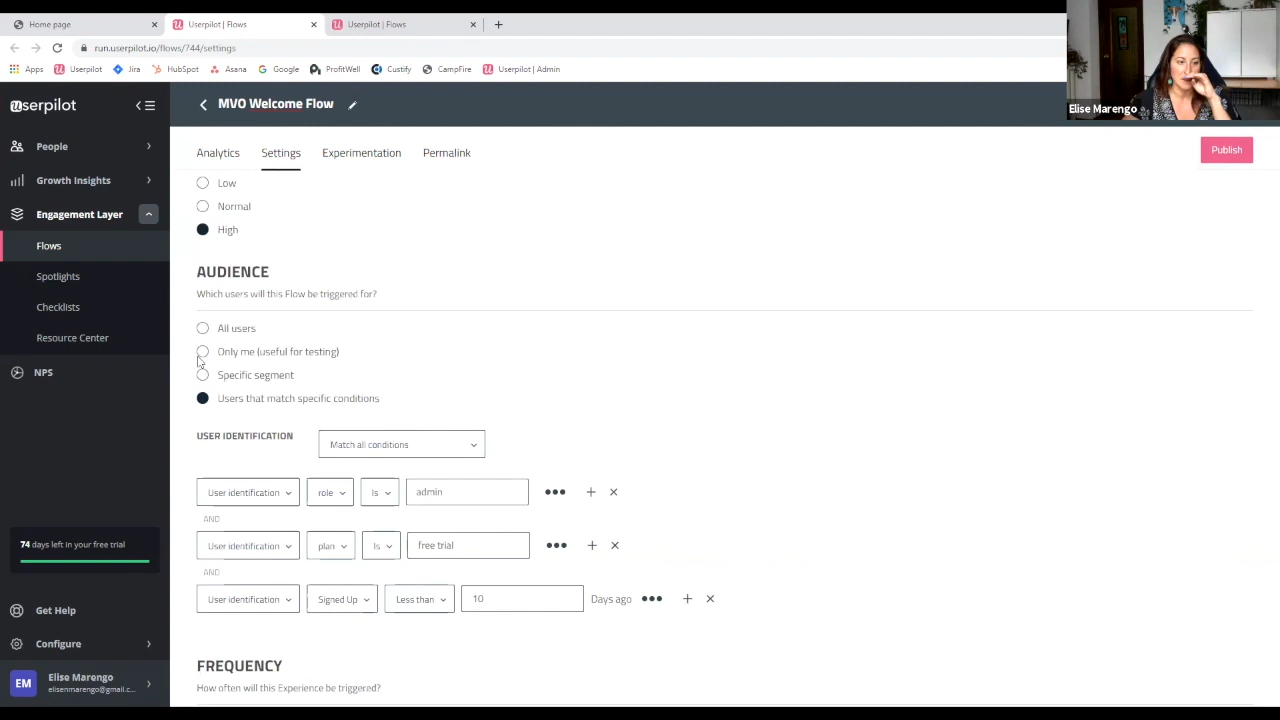 Home page
Userpilot | Flows
Userpilot | Flows
run.userpilot.io/flows/744/settings
Apps
Userpilot
Jira
HubSpot
Asana
Google
ProfitWell
Custify
CampFire
Userpilot | Admin
Elise Marengo
userpilot
MVO Welcome Flow
People
Growth Insights
Engagement Layer
Flows
Spotlights
Checklists
Resource Center
NPS
74 days left in your free trial
Get Help
Configure
EM
Elise Marengo
elisenmarengo@gmail.c...
Analytics
Settings
Experimentation
Permalink
Publish
Low
Normal
High
AUDIENCE
Which users will this Flow be triggered for?
All users
Only me (useful for testing)
Specific segment
Users that match specific conditions
USER IDENTIFICATION
Match all conditions
User identification role Is admin
AND
User identification plan Is free trial
AND
User identification Signed Up Less than 10 Days ago
FREQUENCY
How often will this Experience be triggered?